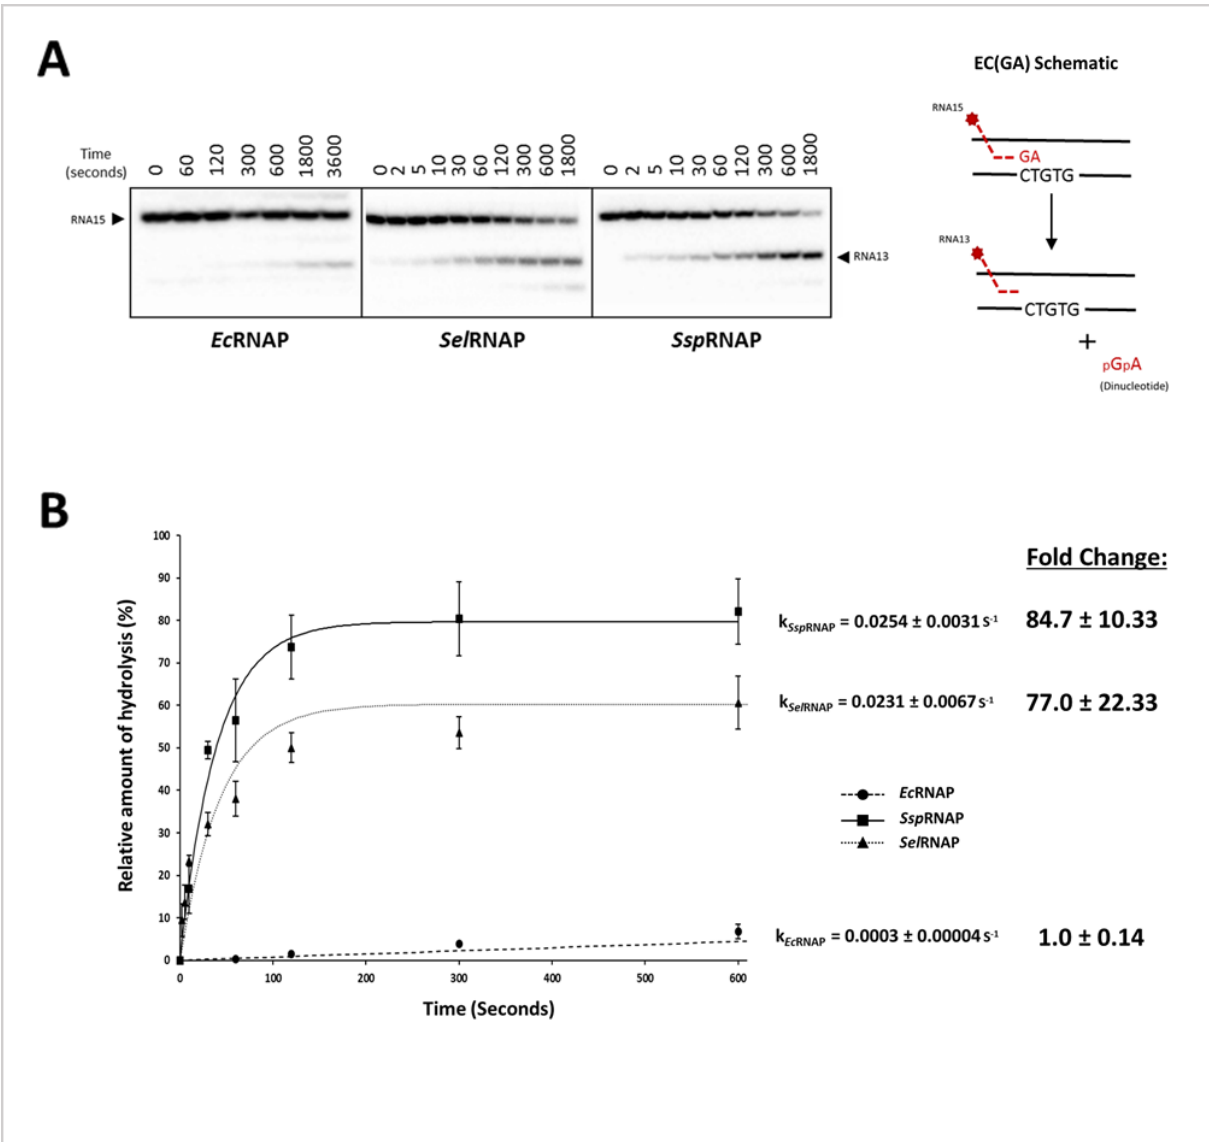 A
EC(GA) Schematic
Time
(seconds)
0 60 120 300 600 1800 3600
0 2 5 10 30 60 120 300 600 1800
0 2 5 10 30 60 120 300 600 1800
RNA15
RNA13
EcRNAP
SelRNAP
SspRNAP
RNA15
GA
CTGTG
RNA13
CTGTG
+
pGpA
(Dinucleotide)
B
Relative amount of hydrolysis (%)
100
90
80
70
60
50
40
30
20
10
0
0 100 200 300 400 500 600
Time (Seconds)
Fold Change:
kSspRNAP = 0.0254 ± 0.0031 s-1 84.7 ± 10.33
kSelRNAP = 0.0231 ± 0.0067 s-1 77.0 ± 22.33
EcRNAP
SspRNAP
SelRNAP
kEcRNAP = 0.0003 ± 0.00004 s-1 1.0 ± 0.14